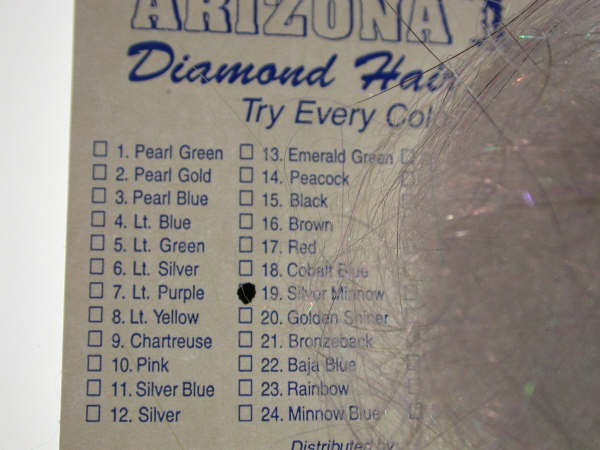 ARIZONA
Diamond Hair
Try Every Color
1. Pearl Green
2. Pearl Gold
3. Pearl Blue
4. Lt. Blue
5. Lt. Green
6. Lt. Silver
7. Lt. Purple
8. Lt. Yellow
9. Chartreuse
10. Pink
11. Silver Blue
12. Silver
13. Emerald Green
14. Peacock
15. Black
16. Brown
17. Red
18. Cobalt Blue
19. Silver Minnow
20. Golden Shiner
21. Bronzeback
22. Baja Blue
23. Rainbow
24. Minnow Blue
Distributed by: